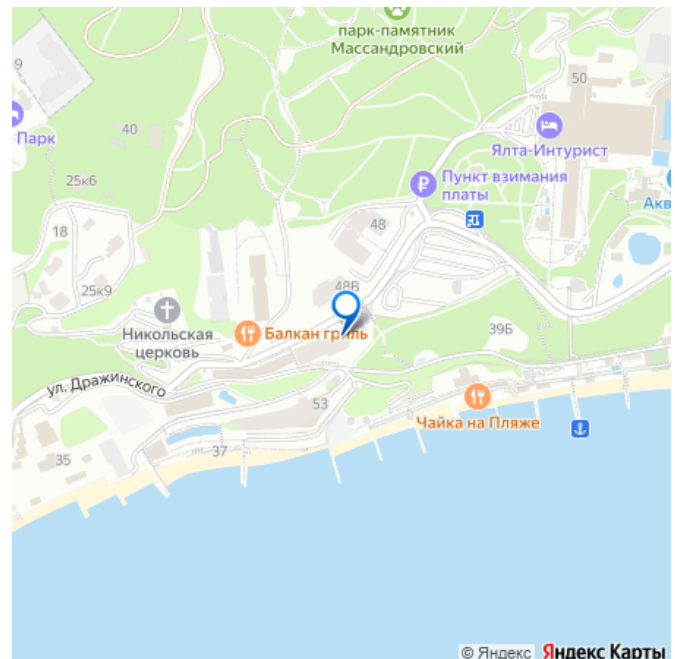 парк-памятник
Массандровский
9
50
40
Парк
Ялта-Интурист
25к6
Пункт взимания
платы
Акв
18
48
25к9
48В
Никольская
церковь
Балкан гриль
39Б
ул. Дражинского
53
Чайка на Пляже
37
35
© Яндекс Яндекс Карты